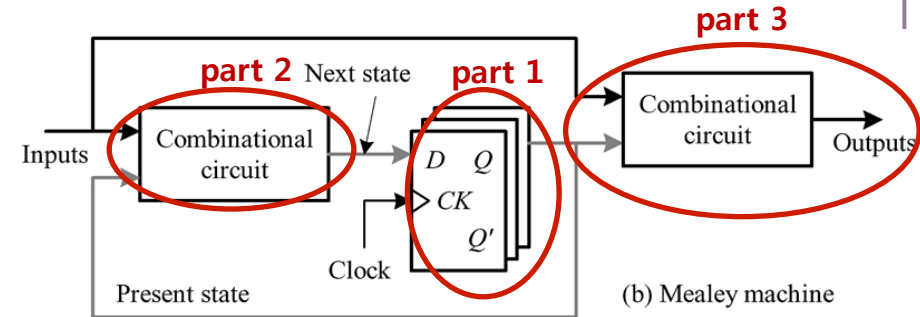 part 3
part 2
Next state
part 1
Inputs
Combinational
circuit
D Q
CK
Q'
Clock
Combinational
circuit
Outputs
Present state
(b) Mealey machine